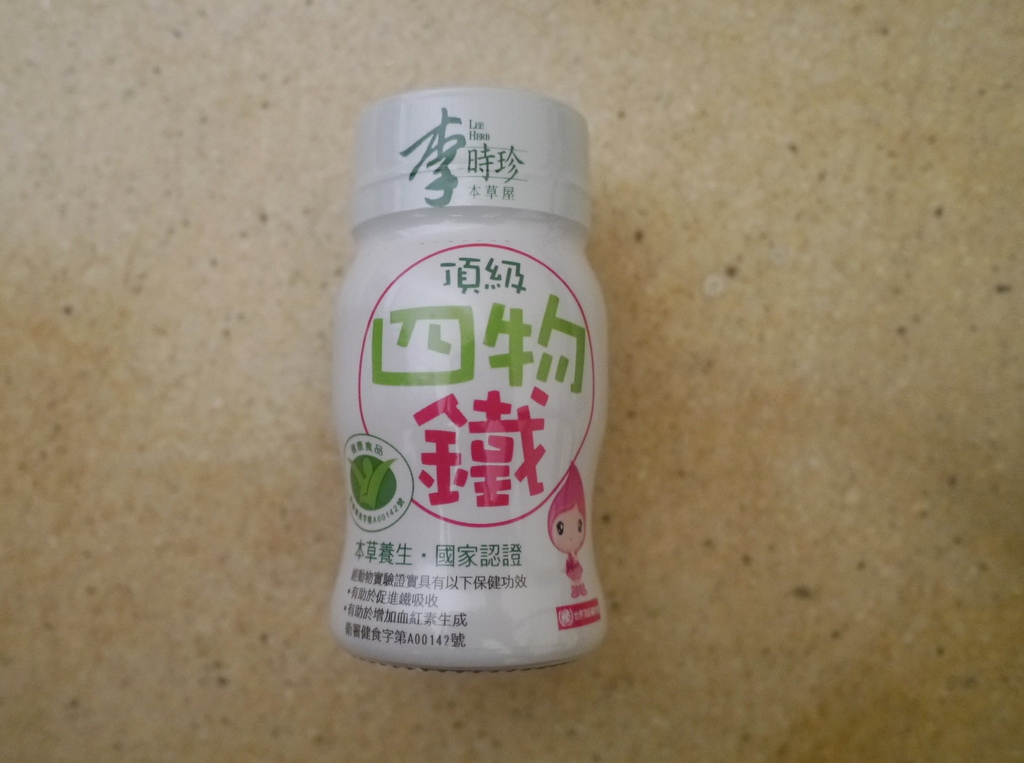 李
LEE
HERB
時珍
本草屋
頂級
四物
鐵
健康食品
本草養生・國家認證
經動物實驗證實具有以下保健功效
•有助於促進鐵吸收
•有助於增加血紅素生成
衛署健食字第A00142號